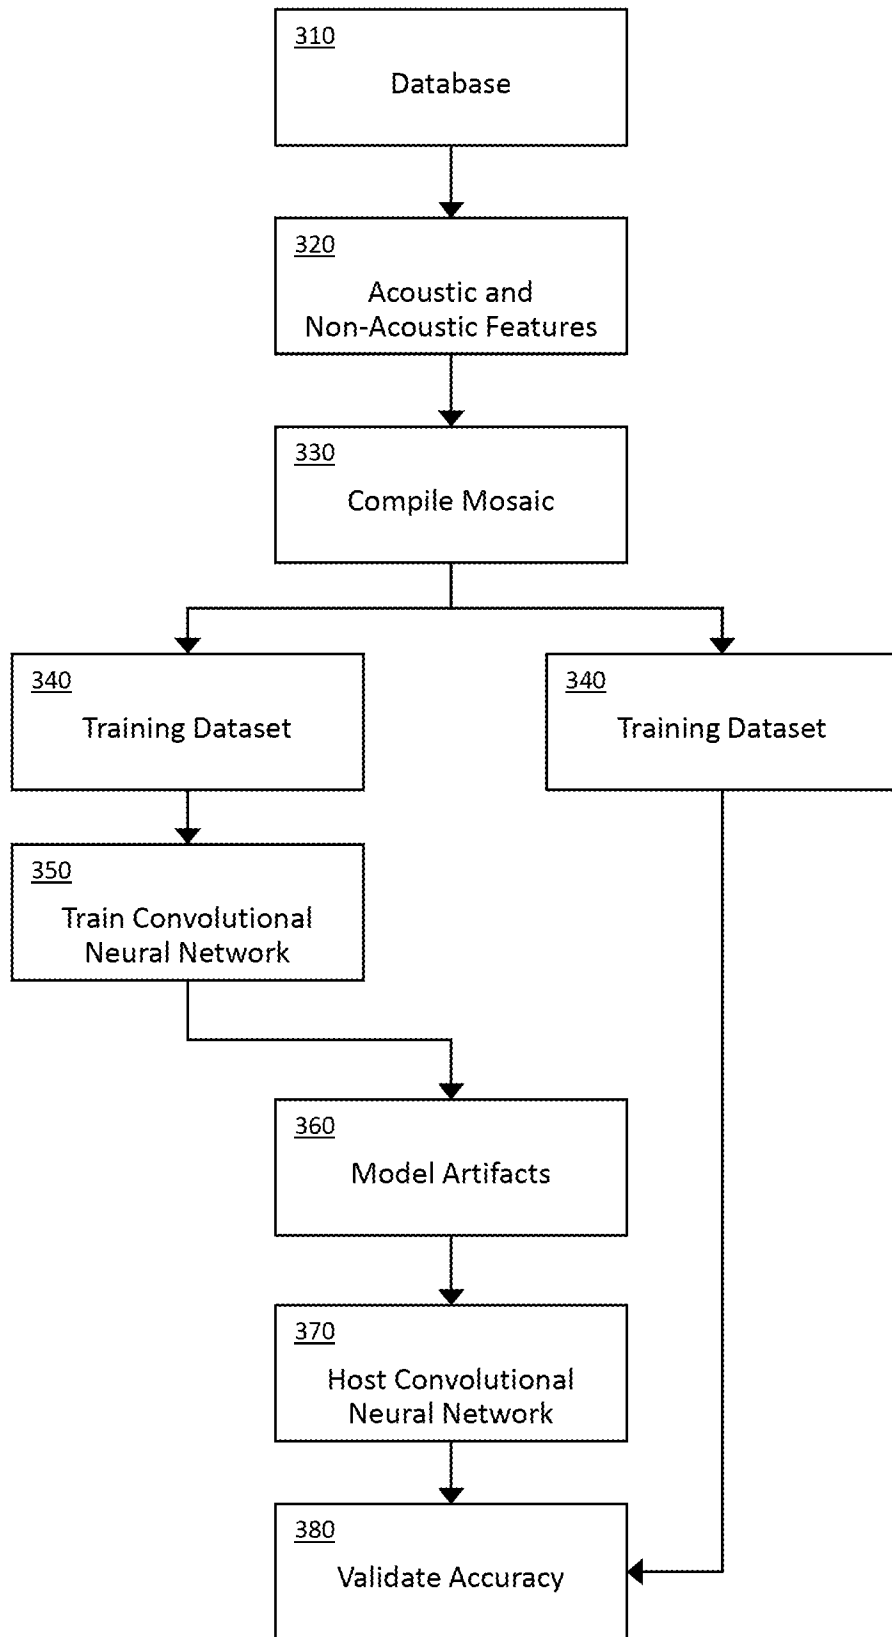 310
Database
320
Acoustic and
Non-Acoustic Features
330
Compile Mosaic
340
Training Dataset
340
Training Dataset
350
Train Convolutional
Neural Network
360
Model Artifacts
370
Host Convolutional
Neural Network
380
Validate Accuracy